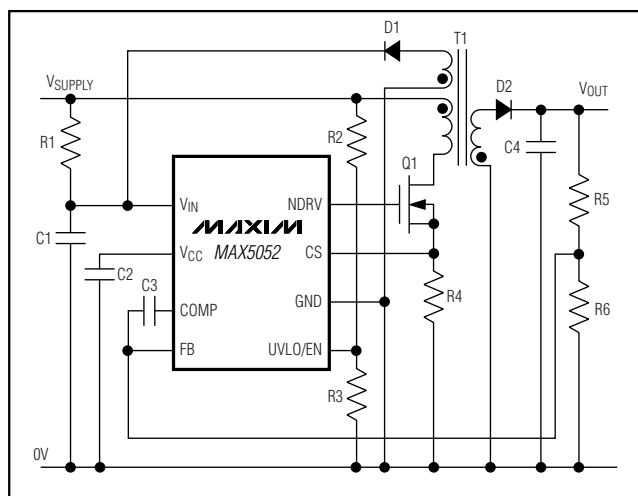 D1
T1
VSUPPLY
D2
VOUT
R1
R2
C4
Q1
VIN
NDRV
R5
MAXIM
MAX5052
C1
VCC
CS
C2
C3
R4
COMP
GND
R6
FB
UVLO/EN
R3
0V